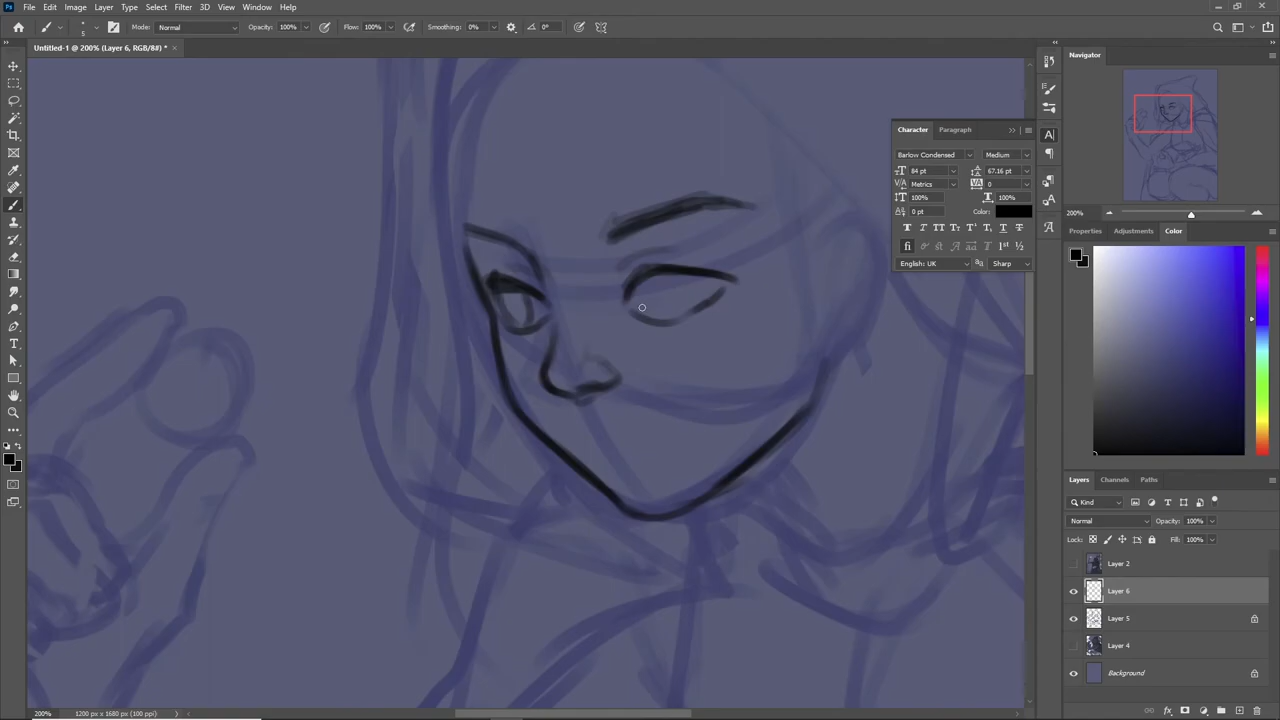 File Edit Image Layer Type Select Filter 3D View Window Help
5 Mode: Normal Opacity: 100% Flow: 100% Smoothing: 0% 0°
Untitled-1 @ 200% (Layer 6, RGB/8#) *
Navigator
200%
Character Paragraph
Barlow Condensed Medium
84 pt 67.16 pt
Metrics 0
100% 100%
0 pt Color:
English: UK Sharp
Properties Adjustments Color
Layers Channels Paths
Kind
Normal Opacity: 100%
Lock: Fill: 100%
Layer 2
Layer 6
Layer 5
Layer 4
Background
200% 1200 px x 1680 px (100 ppi)